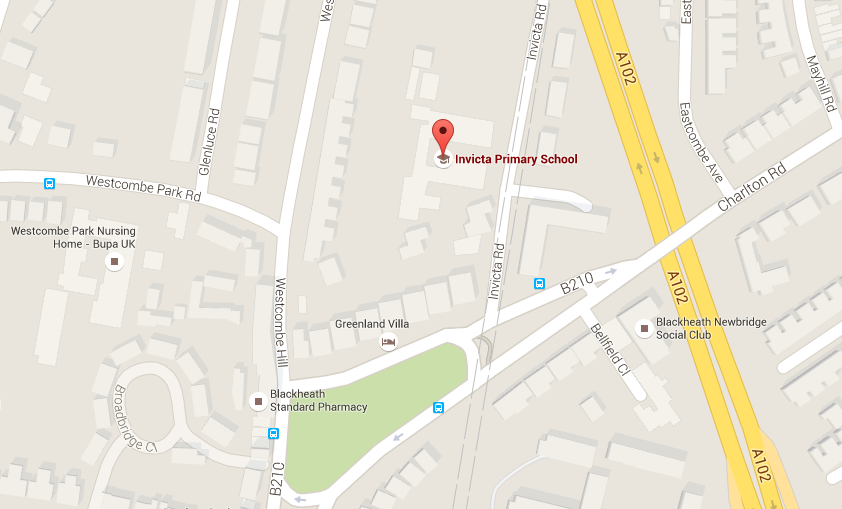 Wes
Invicta Rd
A102
East
Mayhill Rd
Glenluce Rd
Eastcombe Ave
Invicta Primary School
Westcombe Park Rd
Charlton Rd
Westcombe Park Nursing
Home - Bupa UK
Invicta Rd
B210
A102
Westcombe Hill
Greenland Villa
Blackheath Newbridge
Social Club
Bellfield Cl
Blackheath
Standard Pharmacy
Broadbridge Cl
B210
A102